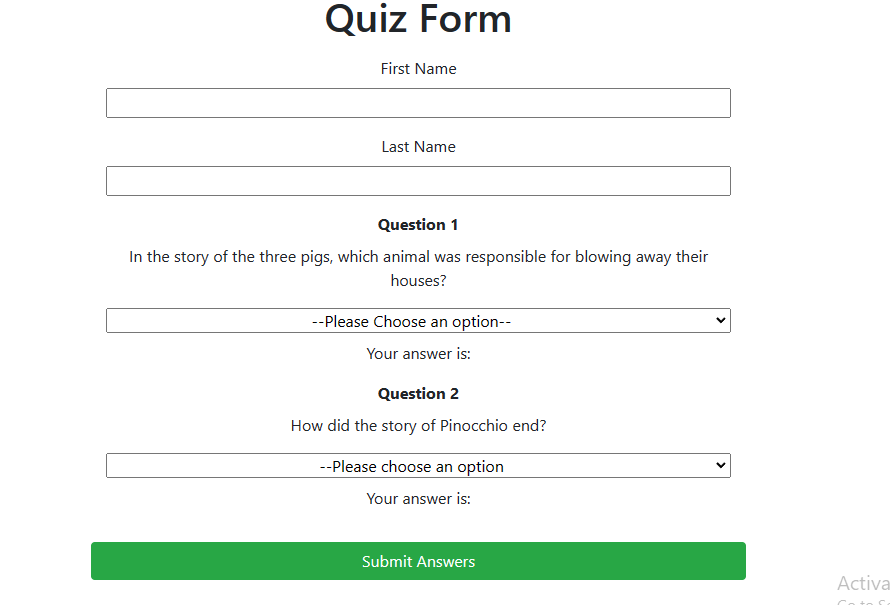 Quiz Form
First Name
Last Name
Question 1
In the story of the three pigs, which animal was responsible for blowing away their
houses?
--Please Choose an option--
Your answer is:
Question 2
How did the story of Pinocchio end?
--Please choose an option
Your answer is:
Submit Answers
Activa